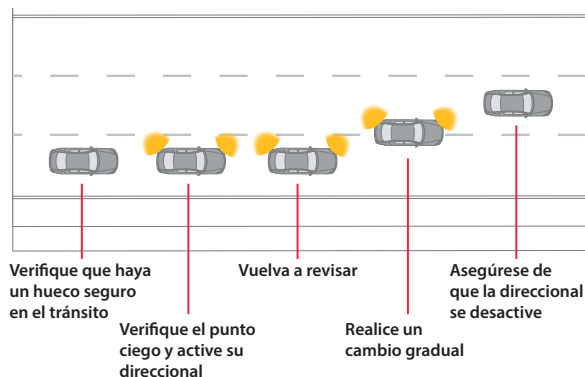 Verifique que haya
un hueco seguro
en el tránsito
Verifique el punto
ciego y active su
direccional
Vuelva a revisar
Realice un
cambio gradual
Asegúrese de
que la direccional
se desactive